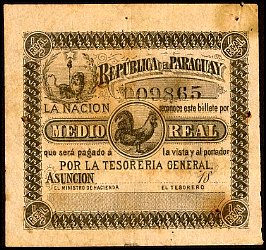 REPUBLICA DEL PARAGUAY
09865
LA NACION reconoce este billete por
MEDIO REAL
que será pagado á la vista y al portador
POR LA TESORERIA GENERAL,
ASUNCION
EL MINISTRO DE HACIENDA EL TESORERO